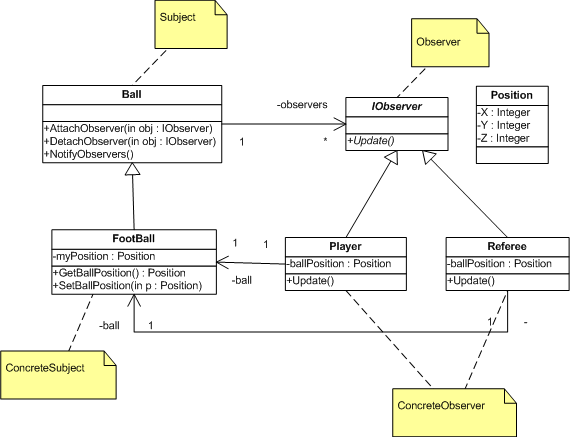 Subject
Observer
Ball
-observers
IObserver
Position
+AttachObserver(in obj : IObserver)
+DetachObserver(in obj : IObserver)
+NotifyObservers()
1
*
+Update()
-X : Integer
-Y : Integer
-Z : Integer
FootBall
-myPosition : Position
+GetBallPosition() : Position
+SetBallPosition(in p : Position)
1
1
-ball
Player
-ballPosition : Position
+Update()
Referee
-ballPosition : Position
+Update()
-ball
1
1
-
ConcreteSubject
ConcreteObserver